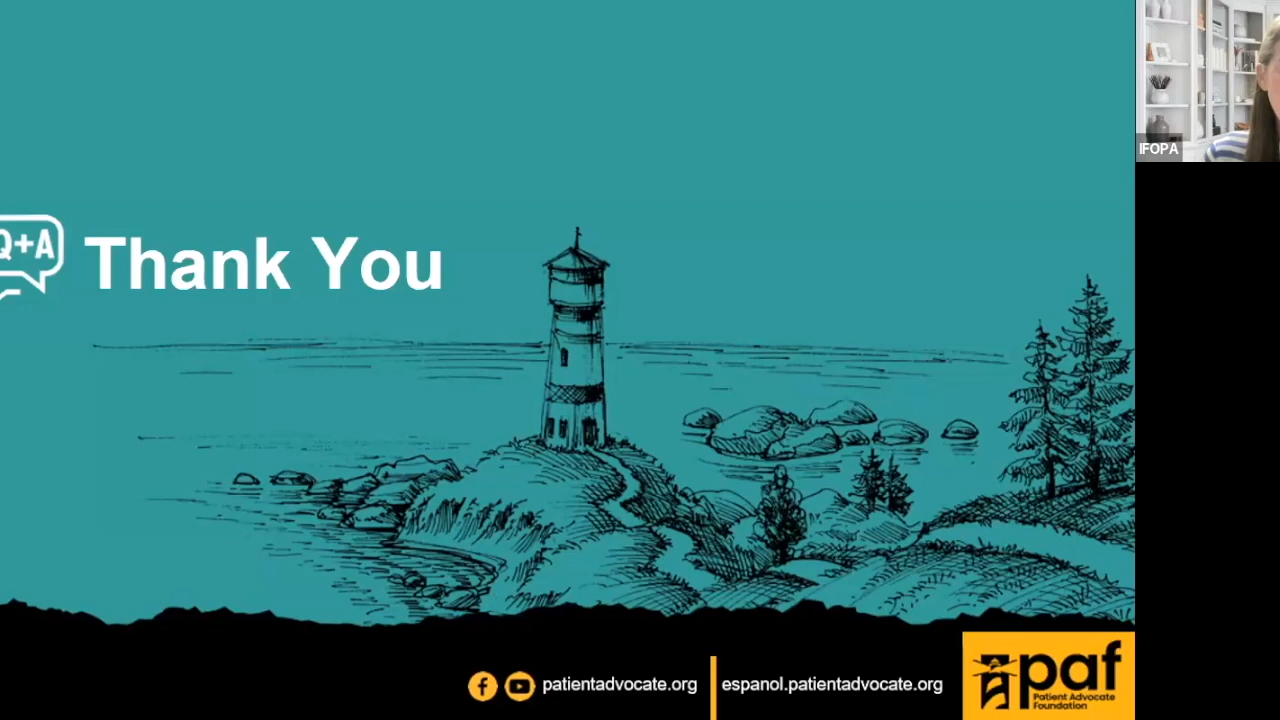 IFOPA
Q+A
Thank You
patientadvocate.org
espanol.patientadvocate.org
paf
Patient Advocate
Foundation